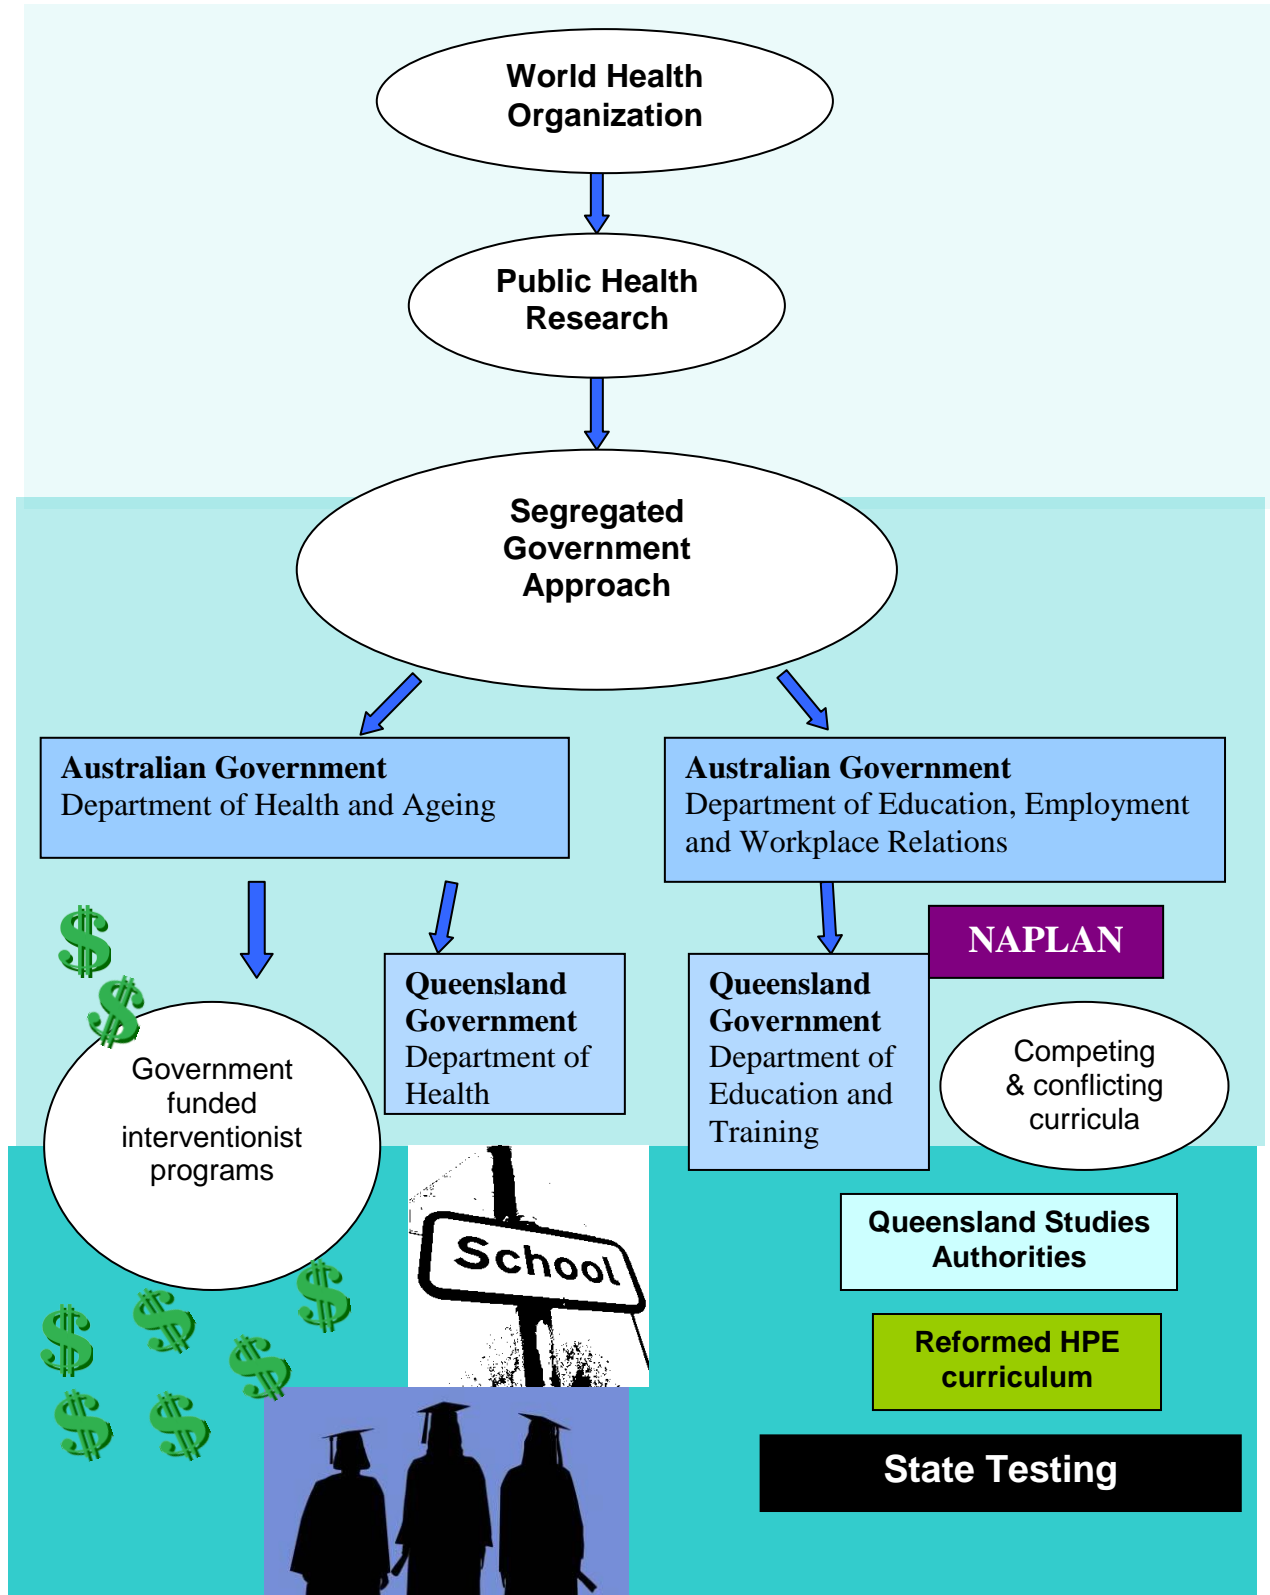 World Health
Organization
Public Health
Research
Segregated
Government
Approach
Australian Government
Department of Health and Ageing
Australian Government
Department of Education, Employment
and Workplace Relations
$
$
NAPLAN
Queensland
Government
Department of
Health
Queensland
Government
Department of
Education and
Training
Competing
& conflicting
curricula
Government
funded
interventionist
programs
School
Queensland Studies
Authorities
$
$
$
$
$
$
Reformed HPE
curriculum
State Testing